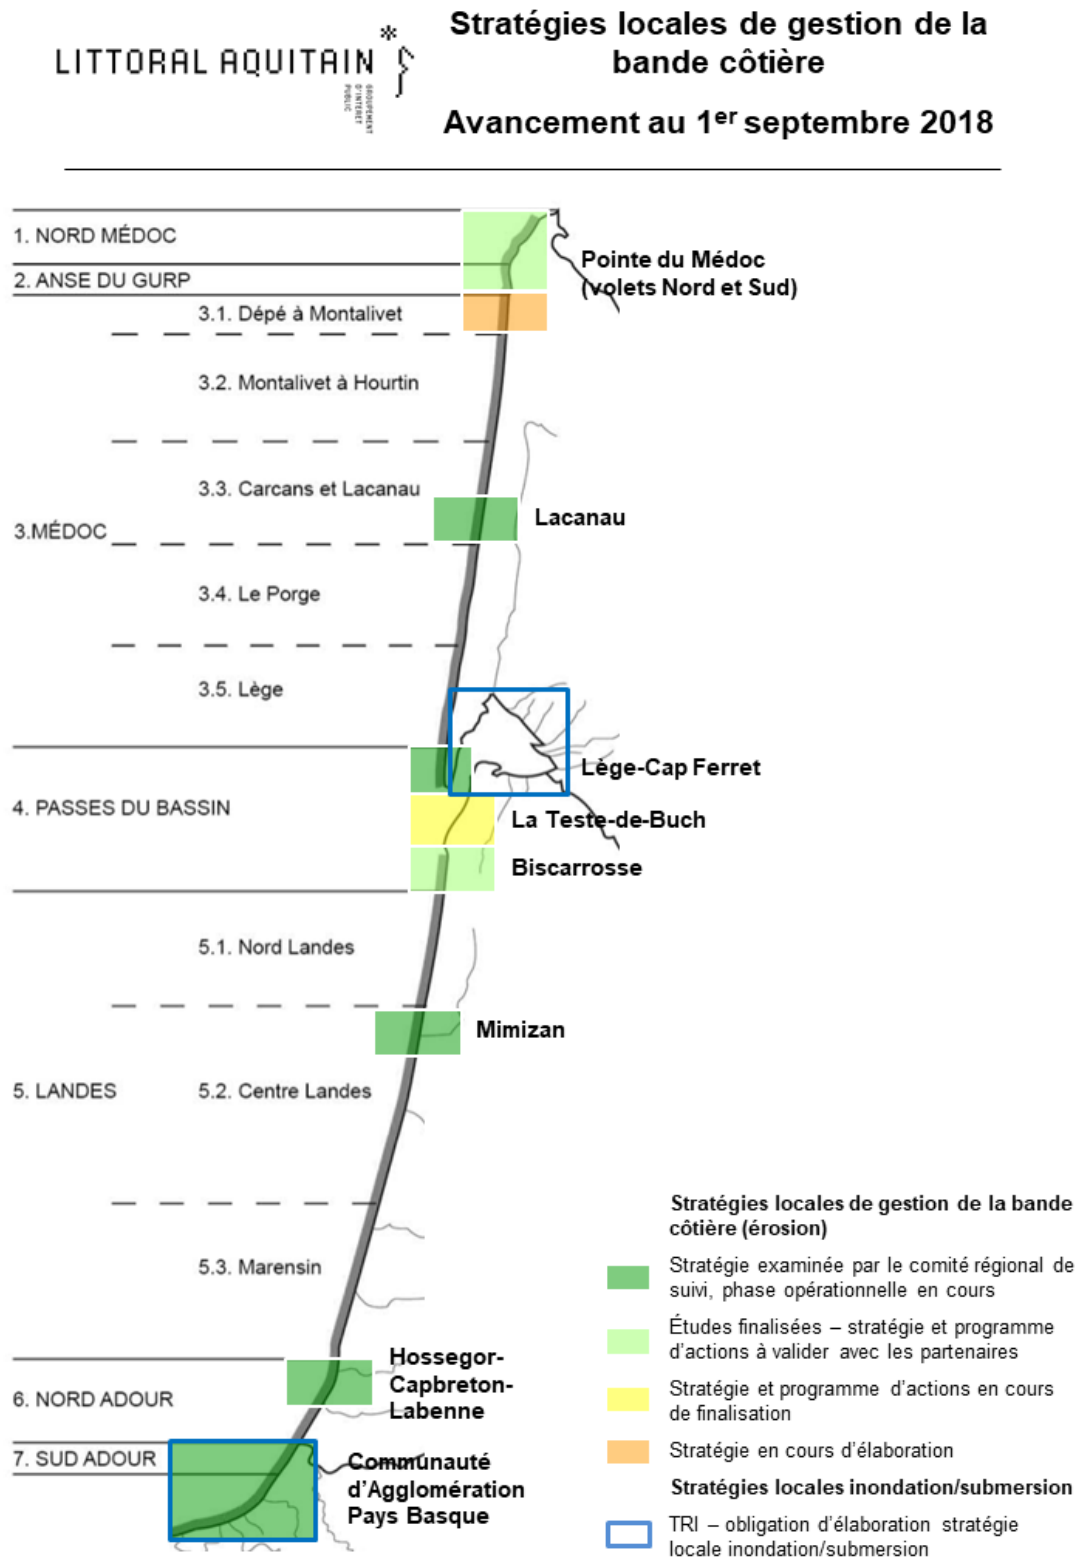 LITTORAL AQUITAIN*
GROUPEMENT
D'INTÉRÊT
PUBLIC
Stratégies locales de gestion de la
bande côtière
Avancement au 1er septembre 2018
1. NORD MÉDOC
2. ANSE DU GURP
Pointe du Médoc
(volets Nord et Sud)
3.1. Dépé à Montalivet
3.2. Montalivet à Hourtin
3.3. Carcans et Lacanau
Lacanau
3.MÉDOC
3.4. Le Porge
3.5. Lège
Lège-Cap Ferret
4. PASSES DU BASSIN
La Teste-de-Buch
Biscarrosse
5.1. Nord Landes
Mimizan
5. LANDES
5.2. Centre Landes
5.3. Marensin
Hossegor-
Capbreton-
Labenne
6. NORD ADOUR
7. SUD ADOUR
Communauté
d'Agglomération
Pays Basque
Stratégies locales de gestion de la bande
côtière (érosion)
Stratégie examinée par le comité régional de
suivi, phase opérationnelle en cours
Études finalisées – stratégie et programme
d'actions à valider avec les partenaires
Stratégie et programme d'actions en cours
de finalisation
Stratégie en cours d'élaboration
Stratégies locales inondation/submersion
TRI – obligation d'élaboration stratégie
locale inondation/submersion